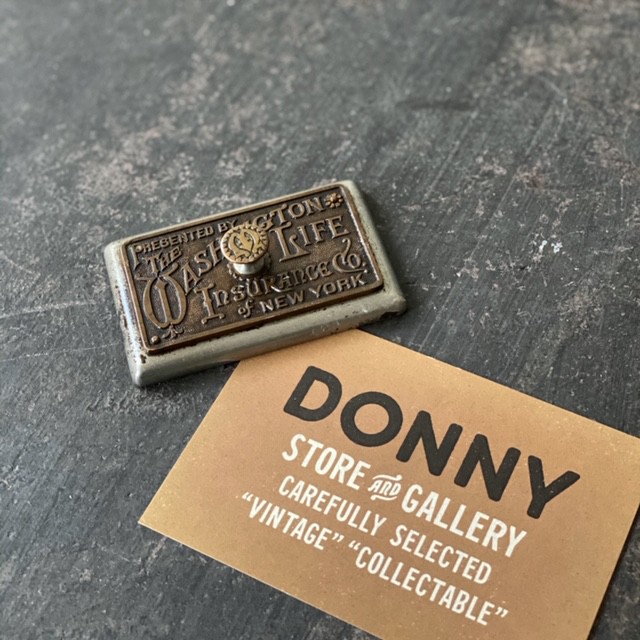 PRESENTED BY
THE WASHINGTON LIFE
INSURANCE CO.
OF NEW YORK
DONNY
STORE AND GALLERY
CAREFULLY SELECTED
"VINTAGE" "COLLECTABLE"